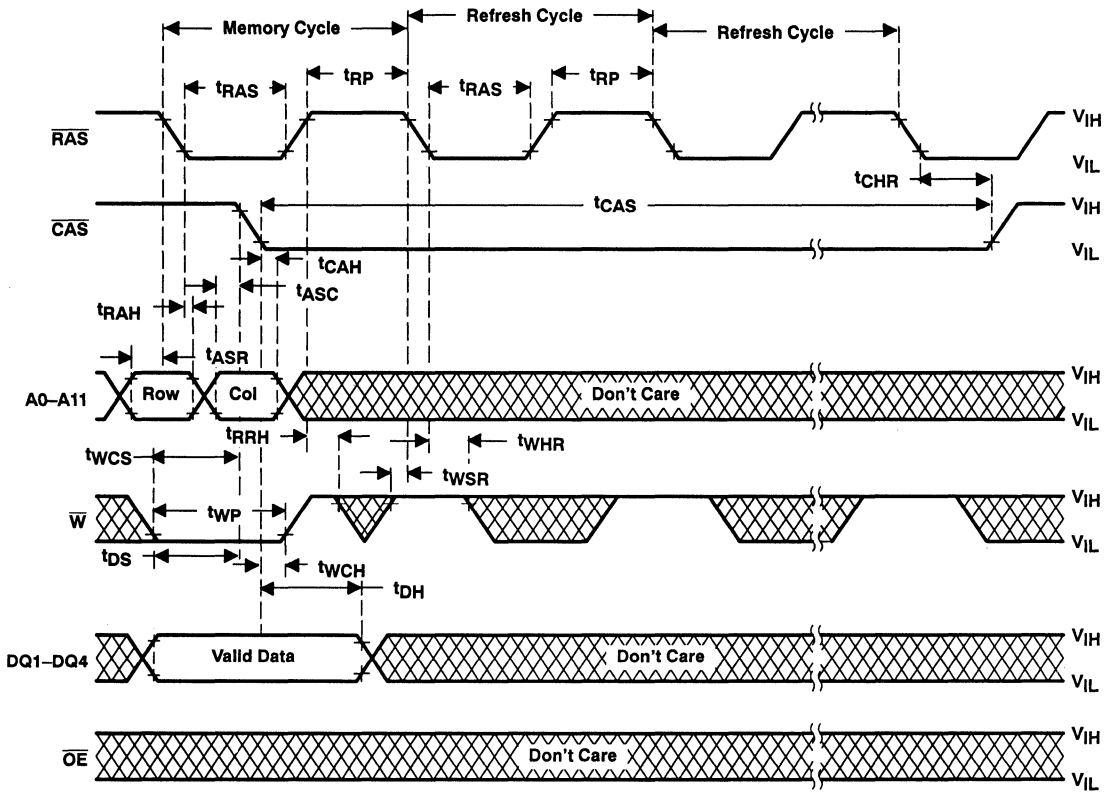 Memory Cycle
Refresh Cycle
Refresh Cycle
tRAS
tRP
tRAS
tRP
RAS
VIH
VIL
tCHR
tCAS
CAS
VIH
VIL
tCAH
tASC
tRAH
tASR
A0–A11
Row
Col
Don't Care
VIH
VIL
tRRH
tWHR
tWCS
tWSR
W
tWP
VIH
VIL
tDS
tWCH
tDH
DQ1–DQ4
Valid Data
Don't Care
VIH
VIL
OE
Don't Care
VIH
VIL